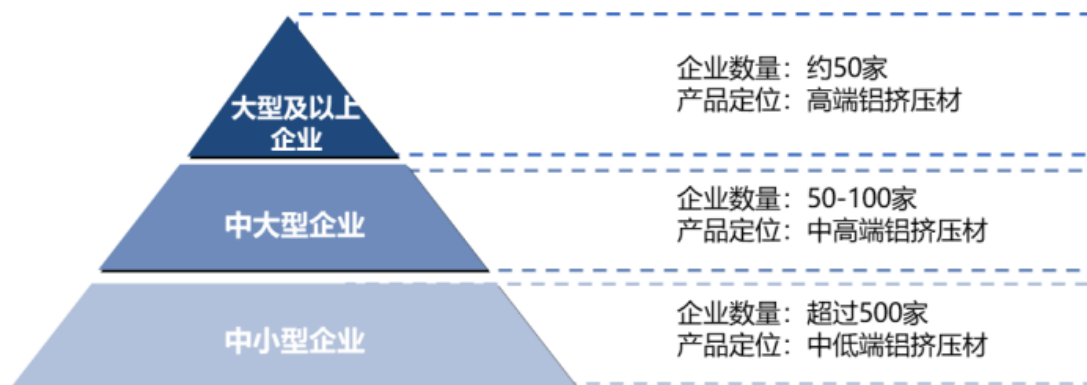 大型及以上
企业
企业数量：约50家
产品定位：高端铝挤压材
中大型企业
企业数量：50-100家
产品定位：中高端铝挤压材
中小型企业
企业数量：超过500家
产品定位：中低端铝挤压材